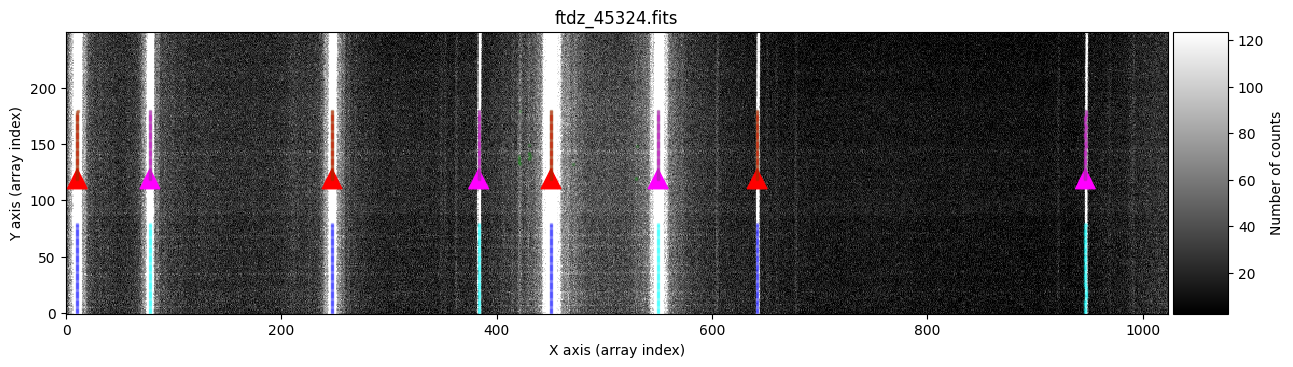 ftdz_45324.fits
Y axis (array index)
200
150
100
50
0
0 200 400 600 800 1000
X axis (array index)
120
100
80
60
40
20
Number of counts